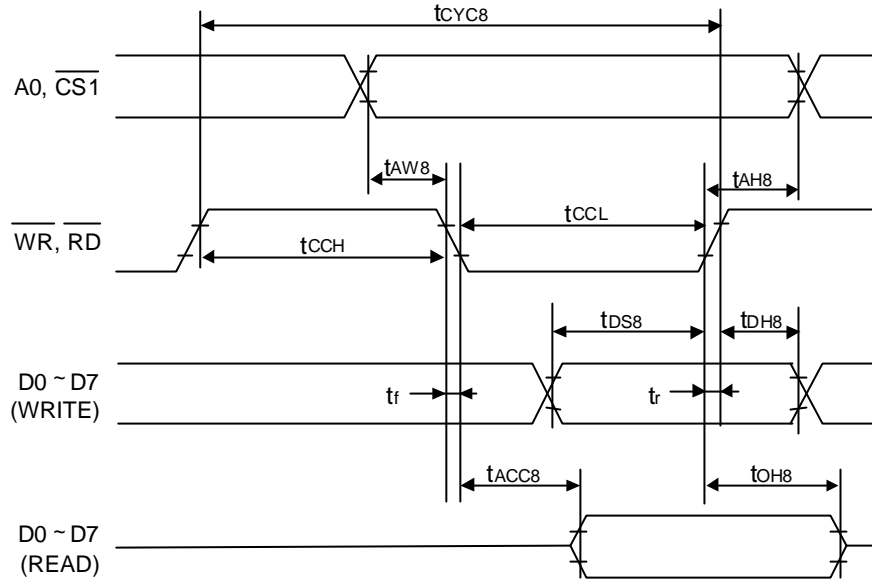 tCYC8
A0, CS1
tAW8
tAH8
tCCL
WR, RD
tCCH
tDS8
tDH8
D0 ~ D7
(WRITE)
tf
tr
tACC8
tOH8
D0 ~ D7
(READ)